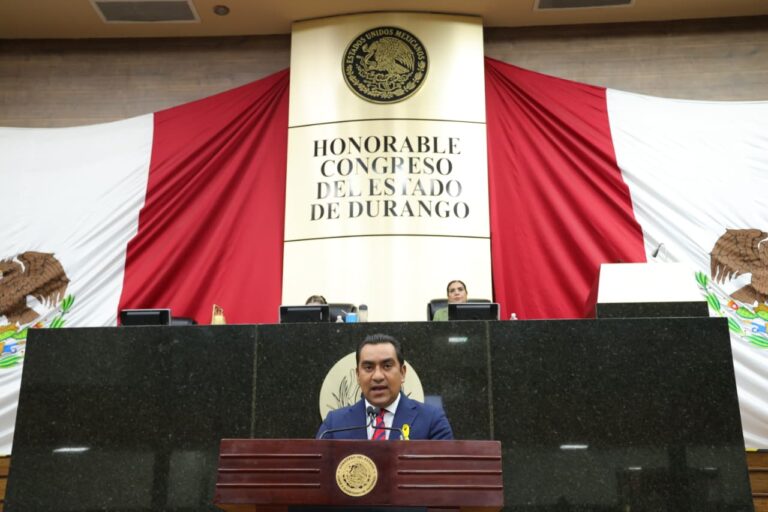 ESTADOS UNIDOS MEXICANOS
HONORABLE
CONGRESO
DEL ESTADO
DE DURANGO